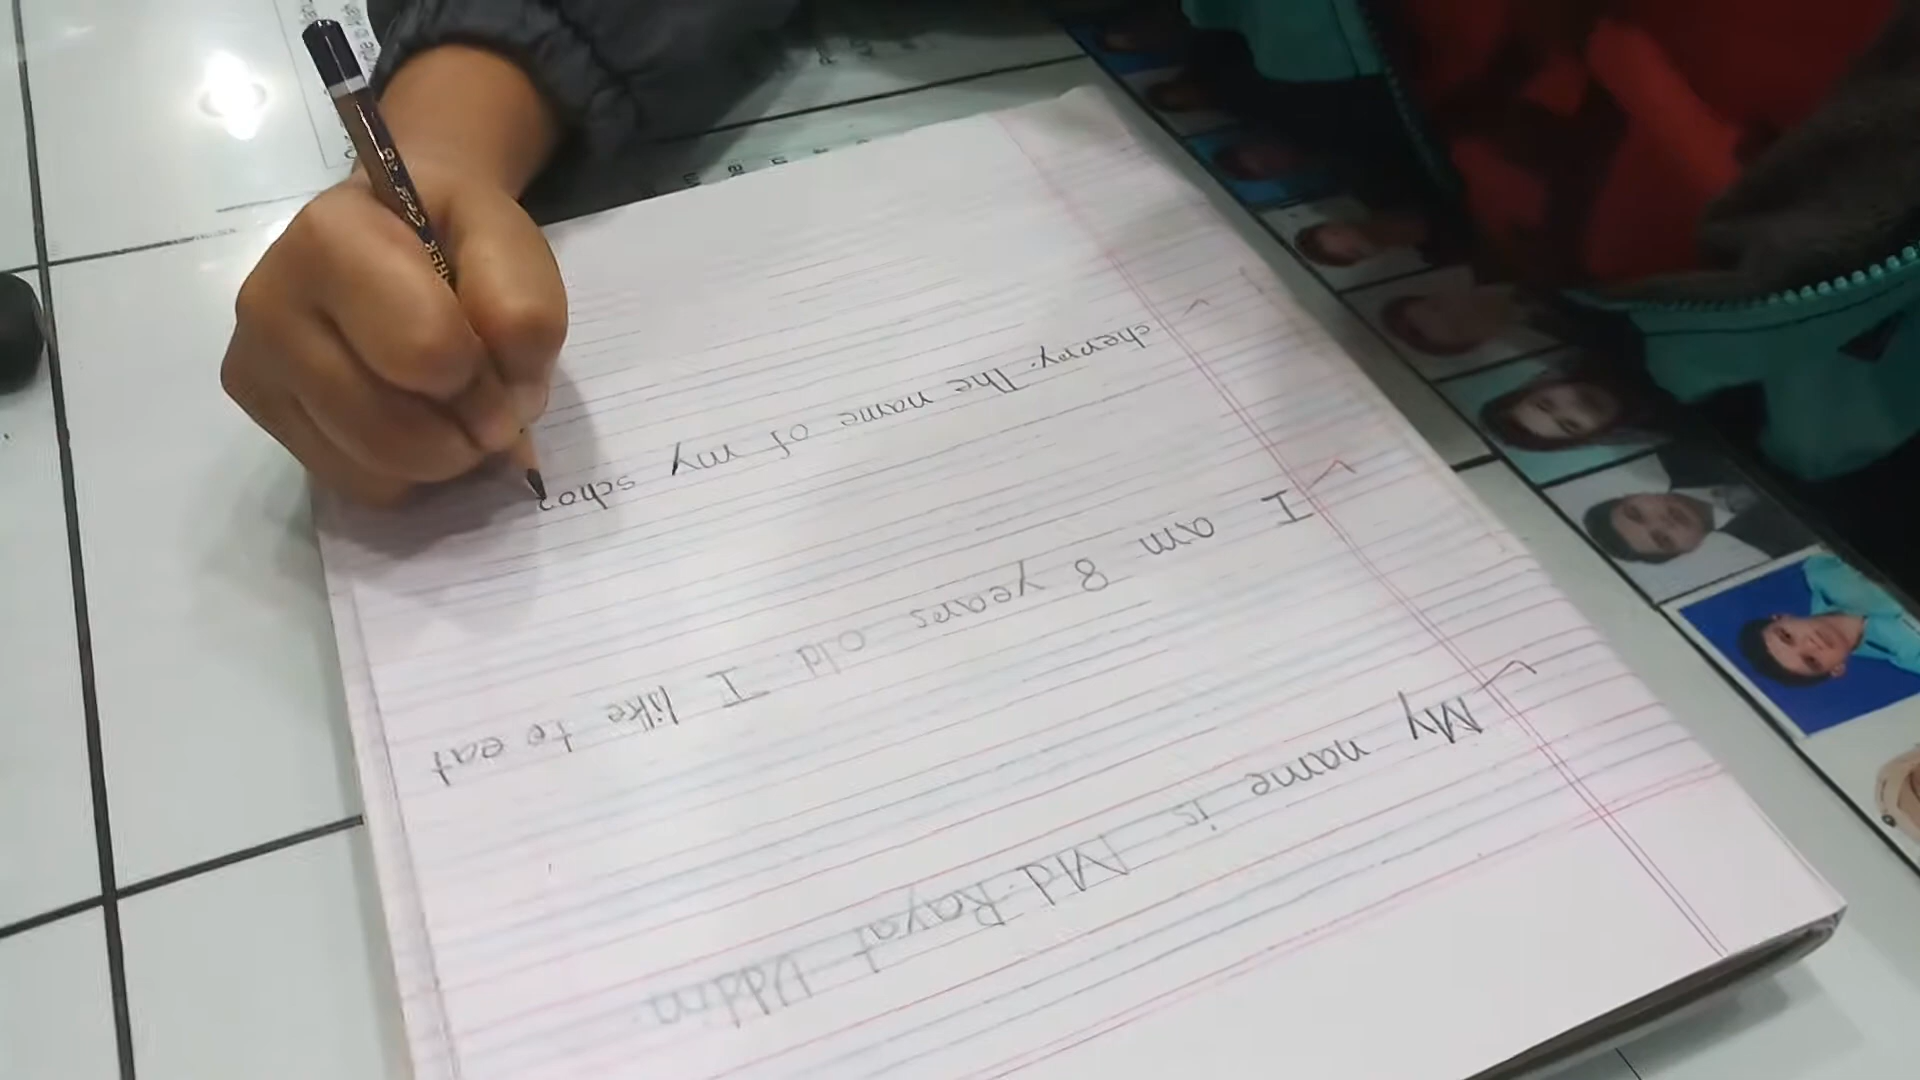 My name is Md. Rayat Uddin.
I am 8 years old I like to eat
cherry. The name of my schoo